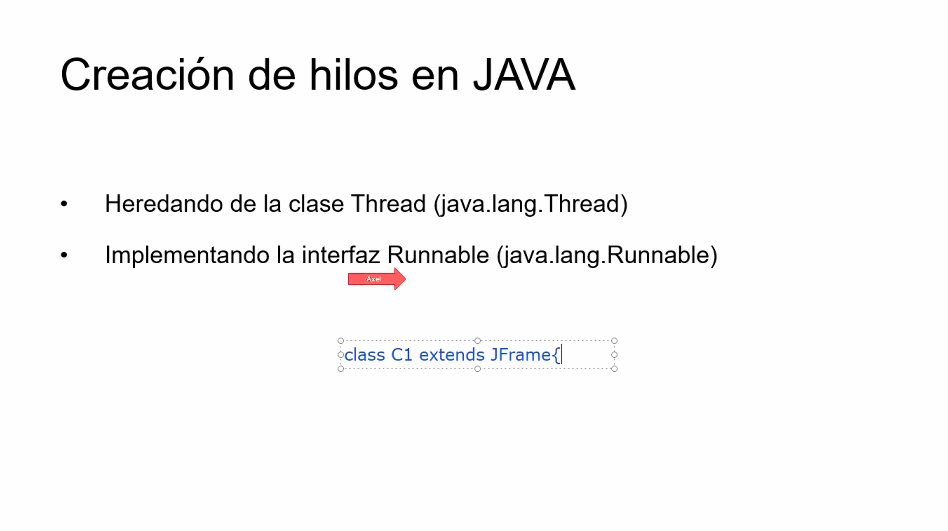 Creación de hilos en JAVA
• Heredando de la clase Thread (java.lang.Thread)
• Implementando la interfaz Runnable (java.lang.Runnable)
Axel
class C1 extends JFrame{